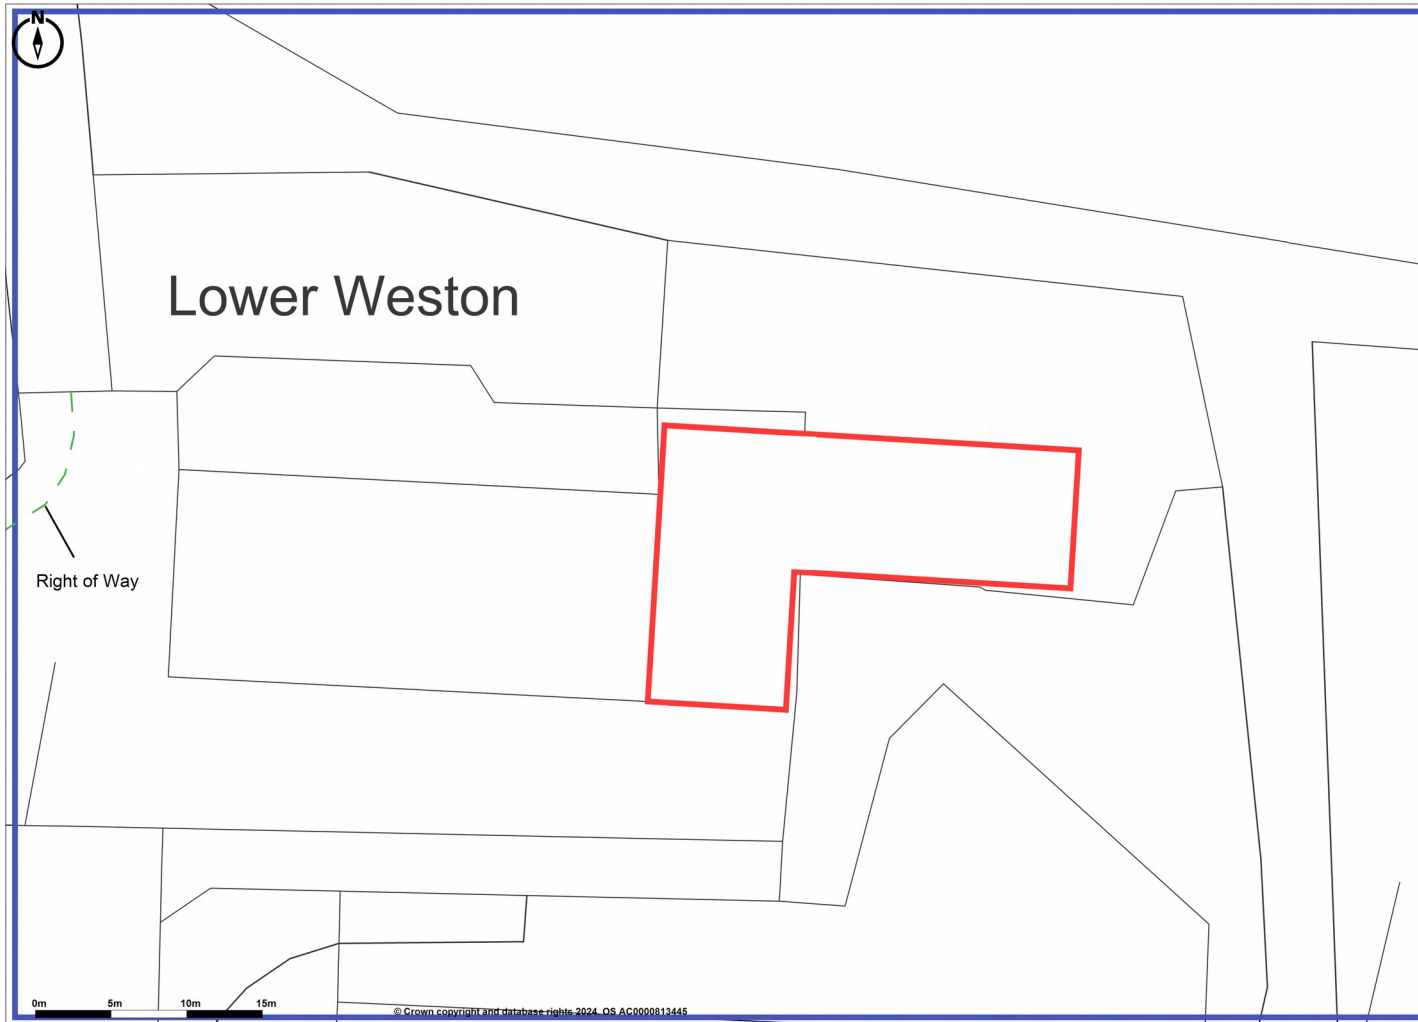 N
Lower Weston
Right of Way
0m 5m 10m 15m
© Crown copyright and database rights 2024. OS AC0000813445